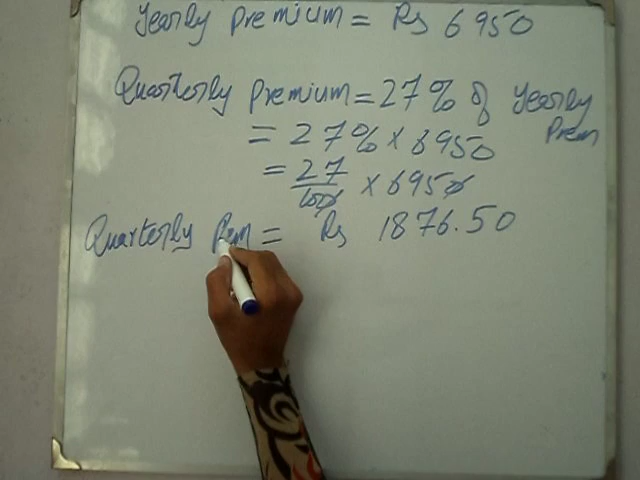 Yearly premium = Rs 6950
Quarterly premium = 27% of Yearly
Prem
= 27% × 6950
= 27/100 × 6950
Quarterly Prem = Rs 1876.50